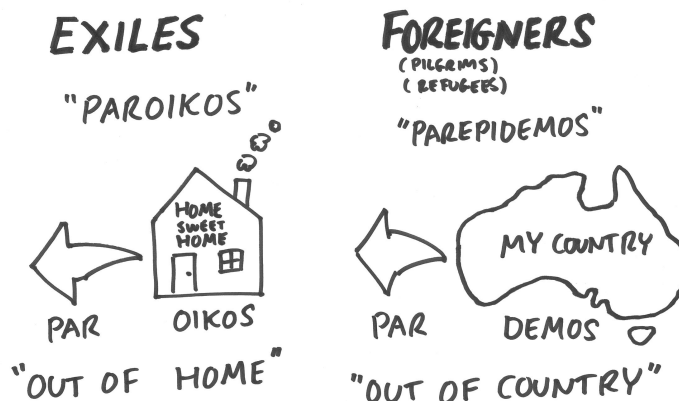 EXILES
"PAROIKOS"
HOME
SWEET
HOME
PAR
OIKOS
"OUT OF HOME"
FOREIGNERS
(PILGRIMS)
(REFUGEES)
"PAREPIDEMOS"
MY COUNTRY
PAR
DEMOS
"OUT OF COUNTRY"